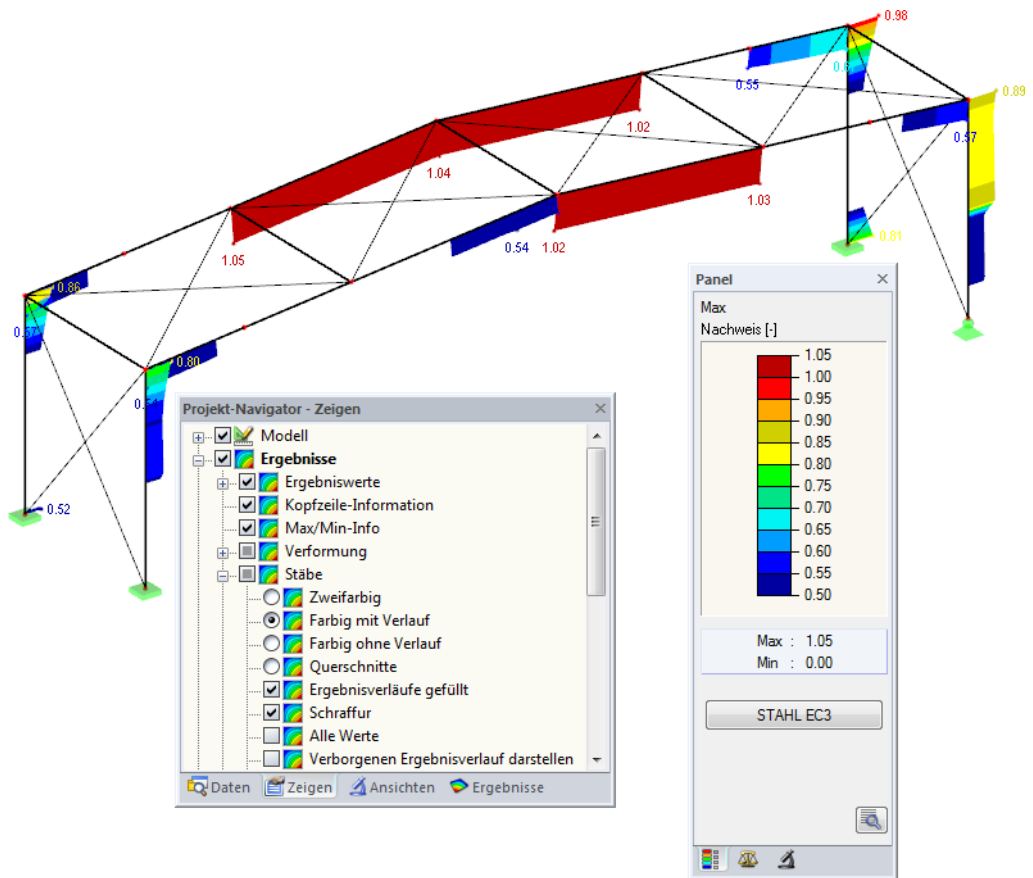 0.98
0.6
0.55
0.89
0.57
1.02
1.04
1.03
1.05
0.54
1.02
0.81
0.86
0.57
0.80
0.54
0.52
Projekt-Navigator - Zeigen
Modell
Ergebnisse
Ergebniswerte
Kopfzeile-Information
Max/Min-Info
Verformung
Stäbe
Zweifarbig
Farbig mit Verlauf
Farbig ohne Verlauf
Querschnitte
Ergebnisverläufe gefüllt
Schraffur
Alle Werte
Verborgenen Ergebnisverlauf darstellen
Daten Zeigen Ansichten Ergebnisse
Panel
Max
Nachweis [-]
1.05
1.00
0.95
0.90
0.85
0.80
0.75
0.70
0.65
0.60
0.55
0.50
Max : 1.05
Min : 0.00
STAHL EC3